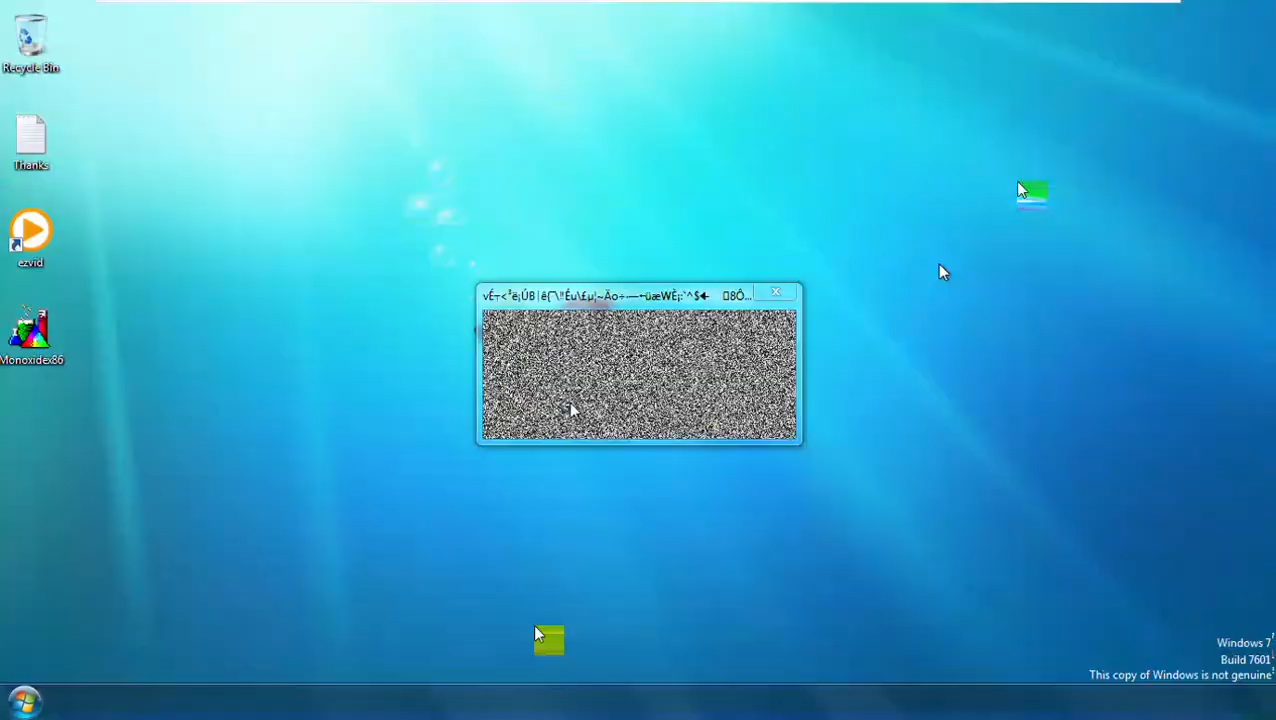 Recycle Bin
Thanks
ezvid
Monoxidex86
Windows 7
Build 7601
This copy of Windows is not genuine